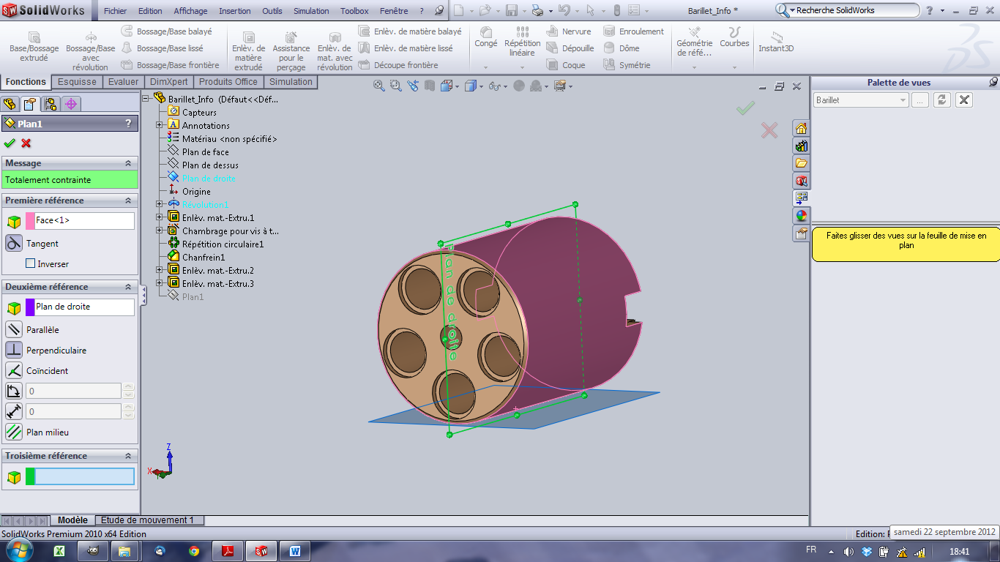 SolidWorks
Fichier Edition Affichage Insertion Outils Simulation Toolbox Fenêtre ?
Barillet_Info *
Recherche SolidWorks
Base/Bossage extrudé
Bossage/Base avec révolution
Bossage/Base balayé
Bossage/Base lissé
Bossage/Base frontière
Enlèv. de matière extrudé
Assistance pour le perçage
Enlèv. de mat. avec révolution
Enlèv. de matière balayé
Enlèv. de matière lissé
Découpe frontière
Congé
Répétition linéaire
Nervure
Dépouille
Coque
Enroulement
Dôme
Symétrie
Géométrie de réfé...
Courbes
Instant3D
Fonctions Esquisse Evaluer DimXpert Produits Office Simulation
Plan1 ?
Message
Totalement contrainte
Première référence
Face<1>
Tangent
Inverser
Deuxième référence
Plan de droite
Parallèle
Perpendiculaire
Coïncident
0
0
Plan milieu
Troisième référence
Barillet_Info (Défaut<<Déf...
Capteurs
Annotations
Matériau <non spécifié>
Plan de face
Plan de dessus
Plan de droite
Origine
Révolution1
Enlèv. mat.-Extru.1
Chambrage pour vis à t...
Répétition circulaire1
Chanfrein1
Enlèv. mat.-Extru.2
Enlèv. mat.-Extru.3
Plan1
Plan de droite
Z
X
Palette de vues
Barillet
...
Faites glisser des vues sur la feuille de mise en
plan
Modèle Etude de mouvement 1
SolidWorks Premium 2010 x64 Edition
Edition:
samedi 22 septembre 2012
FR
18:41